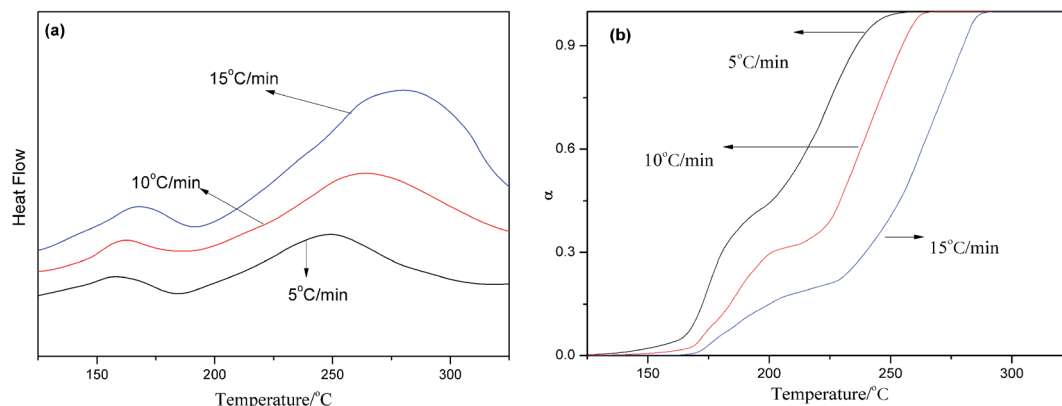 (a)
15°C/min
10°C/min
5°C/min
Heat Flow
150
200
250
300
Temperature/°C
(b)
5°C/min
10°C/min
15°C/min
α
0.9
0.6
0.3
0.0
150
200
250
300
Temperature/°C